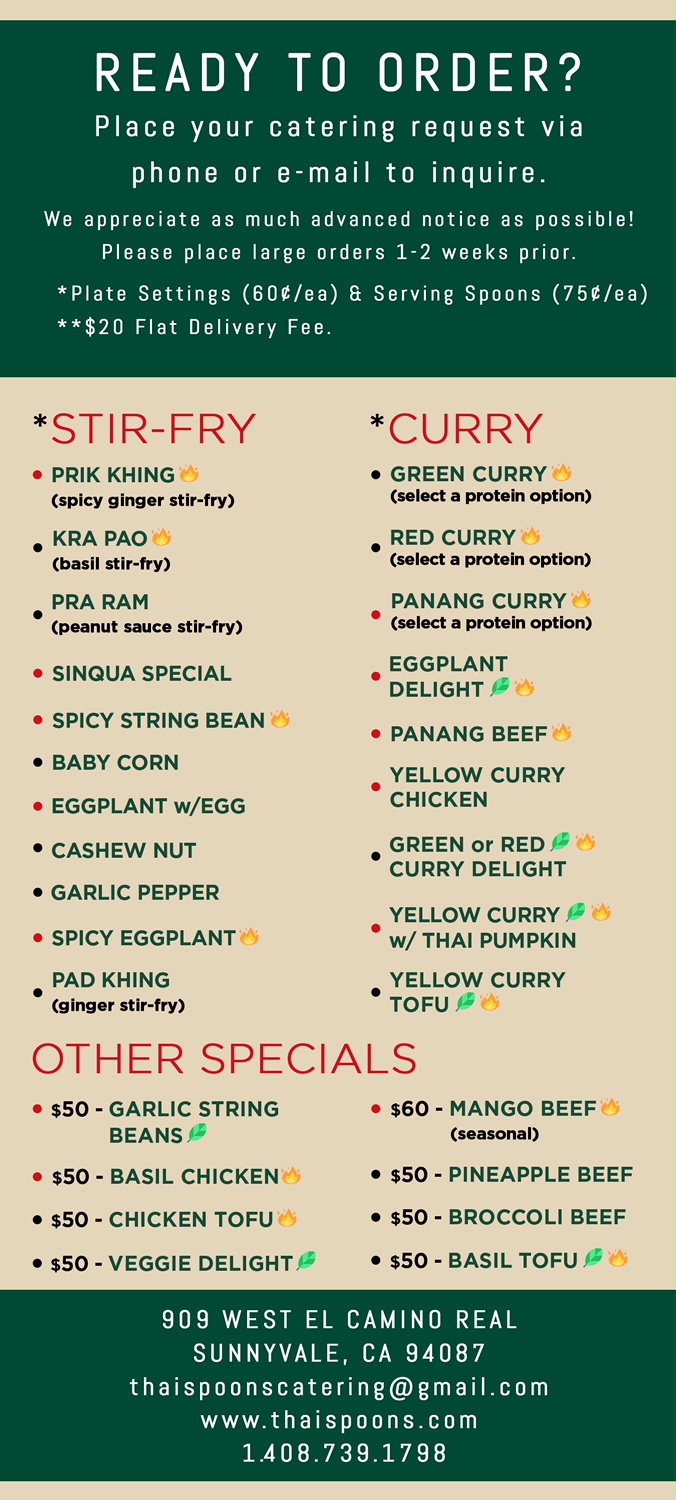 READY TO ORDER?
Place your catering request via
phone or e-mail to inquire.
We appreciate as much advanced notice as possible!
Please place large orders 1-2 weeks prior.
*Plate Settings (60¢/ea) & Serving Spoons (75¢/ea)
**$20 Flat Delivery Fee.
*STIR-FRY
• PRIK KHING
(spicy ginger stir-fry)
• KRA PAO
(basil stir-fry)
• PRA RAM
(peanut sauce stir-fry)
• SINQUA SPECIAL
• SPICY STRING BEAN
• BABY CORN
• EGGPLANT w/EGG
• CASHEW NUT
• GARLIC PEPPER
• SPICY EGGPLANT
• PAD KHING
(ginger stir-fry)
*CURRY
• GREEN CURRY
(select a protein option)
• RED CURRY
(select a protein option)
• PANANG CURRY
(select a protein option)
• EGGPLANT
DELIGHT
• PANANG BEEF
• YELLOW CURRY
CHICKEN
• GREEN or RED
CURRY DELIGHT
• YELLOW CURRY
w/ THAI PUMPKIN
• YELLOW CURRY
TOFU
OTHER SPECIALS
• $50 - GARLIC STRING
BEANS
• $50 - BASIL CHICKEN
• $50 - CHICKEN TOFU
• $50 - VEGGIE DELIGHT
• $60 - MANGO BEEF
(seasonal)
• $50 - PINEAPPLE BEEF
• $50 - BROCCOLI BEEF
• $50 - BASIL TOFU
909 WEST EL CAMINO REAL
SUNNYVALE, CA 94087
thaispoonscatering@gmail.com
www.thaispoons.com
1.408.739.1798